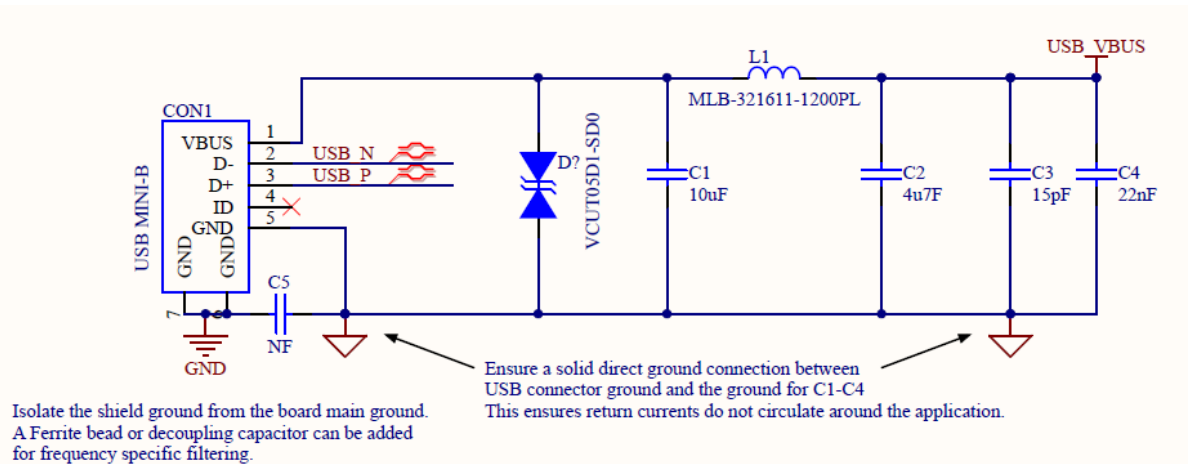 USB_VBUS
L1
MLB-321611-1200PL
CON1
VBUS 1
D- 2 USB_N
D+ 3 USB_P
ID 4
GND 5
GND GND
USB MINI-B
7
D?
VCUT05D1-SD0
C1
10uF
C2
4u7F
C3
15pF
C4
22nF
C5
NF
GND
Ensure a solid direct ground connection between
USB connector ground and the ground for C1-C4
This ensures return currents do not circulate around the application.
Isolate the shield ground from the board main ground.
A Ferrite bead or decoupling capacitor can be added
for frequency specific filtering.